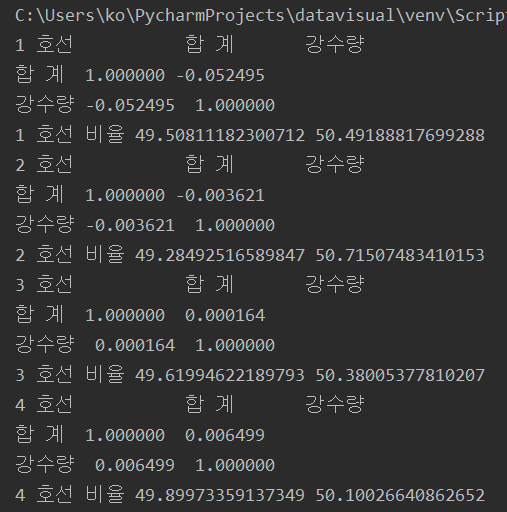 C:\Users\ko\PycharmProjects\datavisual\venv\Scrip
1 호선 합 계 강수량
합 계 1.000000 -0.052495
강수량 -0.052495 1.000000
1 호선 비율 49.50811182300712 50.49188817699288
2 호선 합 계 강수량
합 계 1.000000 -0.003621
강수량 -0.003621 1.000000
2 호선 비율 49.28492516589847 50.71507483410153
3 호선 합 계 강수량
합 계 1.000000 0.000164
강수량 0.000164 1.000000
3 호선 비율 49.61994622189793 50.38005377810207
4 호선 합 계 강수량
합 계 1.000000 0.006499
강수량 0.006499 1.000000
4 호선 비율 49.89973359137349 50.10026640862652